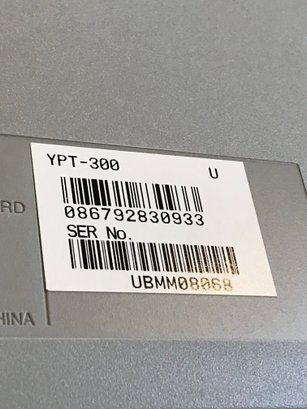 YPT-300 U
086792830933
RD
SER No.
UBMM08068
HINA